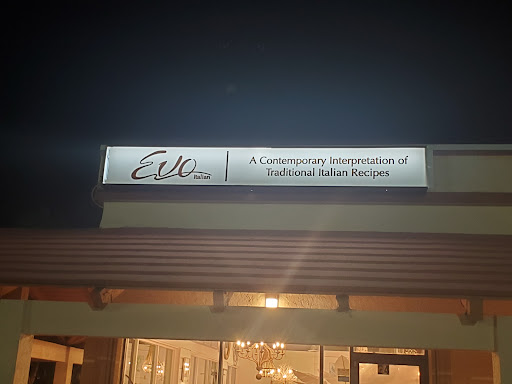 Evo
Italian
A Contemporary Interpretation of
Traditional Italian Recipes